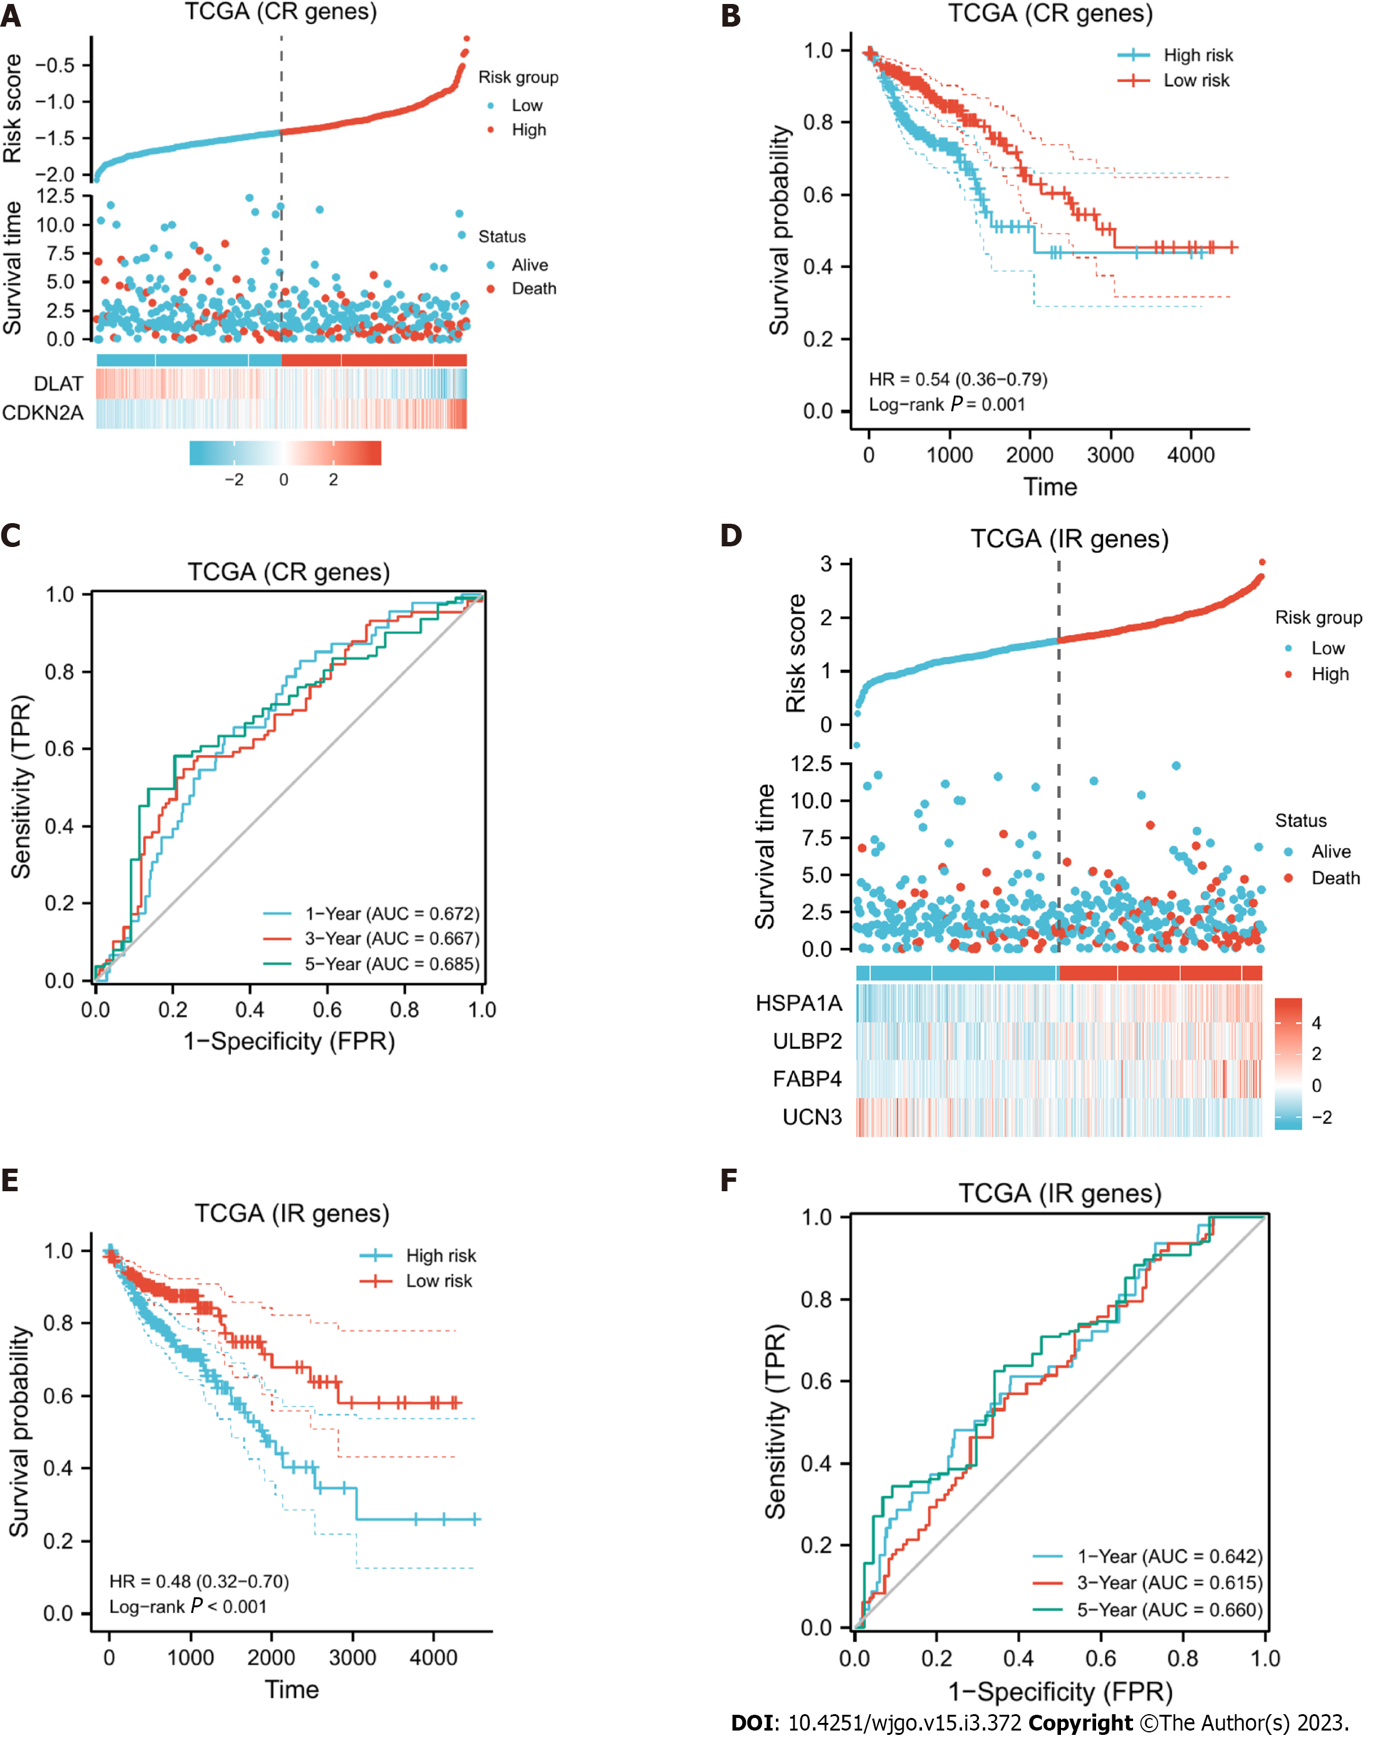 A
TCGA (CR genes)
Risk score
−0.5
−1.0
−1.5
−2.0
Risk group
Low
High
Survival time
12.5
10.0
7.5
5.0
2.5
0.0
Status
Alive
Death
DLAT
CDKN2A
−2 0 2
B
TCGA (CR genes)
Survival probability
1.0
0.8
0.6
0.4
0.2
0.0
High risk
Low risk
HR = 0.54 (0.36−0.79)
Log−rank P = 0.001
0 1000 2000 3000 4000
Time
C
TCGA (CR genes)
Sensitivity (TPR)
1.0
0.8
0.6
0.4
0.2
0.0
1−Year (AUC = 0.672)
3−Year (AUC = 0.667)
5−Year (AUC = 0.685)
0.0 0.2 0.4 0.6 0.8 1.0
1−Specificity (FPR)
D
TCGA (IR genes)
Risk score
3
2
1
0
Risk group
Low
High
Survival time
12.5
10.0
7.5
5.0
2.5
0.0
Status
Alive
Death
HSPA1A
ULBP2
FABP4
UCN3
4
2
0
−2
E
TCGA (IR genes)
Survival probability
1.0
0.8
0.6
0.4
0.2
0.0
High risk
Low risk
HR = 0.48 (0.32−0.70)
Log−rank P < 0.001
0 1000 2000 3000 4000
Time
F
TCGA (IR genes)
Sensitivity (TPR)
1.0
0.8
0.6
0.4
0.2
0.0
1−Year (AUC = 0.642)
3−Year (AUC = 0.615)
5−Year (AUC = 0.660)
0.0 0.2 0.4 0.6 0.8 1.0
1−Specificity (FPR)
DOI: 10.4251/wjgo.v15.i3.372 Copyright ©The Author(s) 2023.